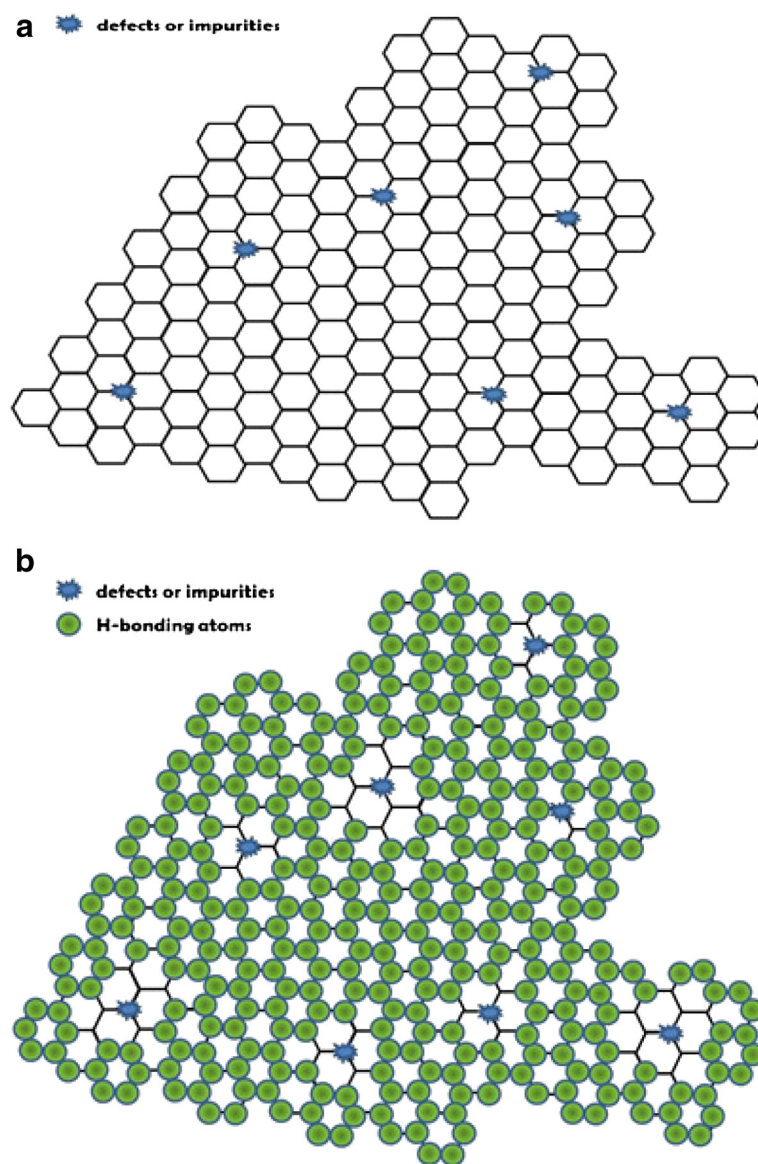 a
defects or impurities
b
defects or impurities
H-bonding atoms